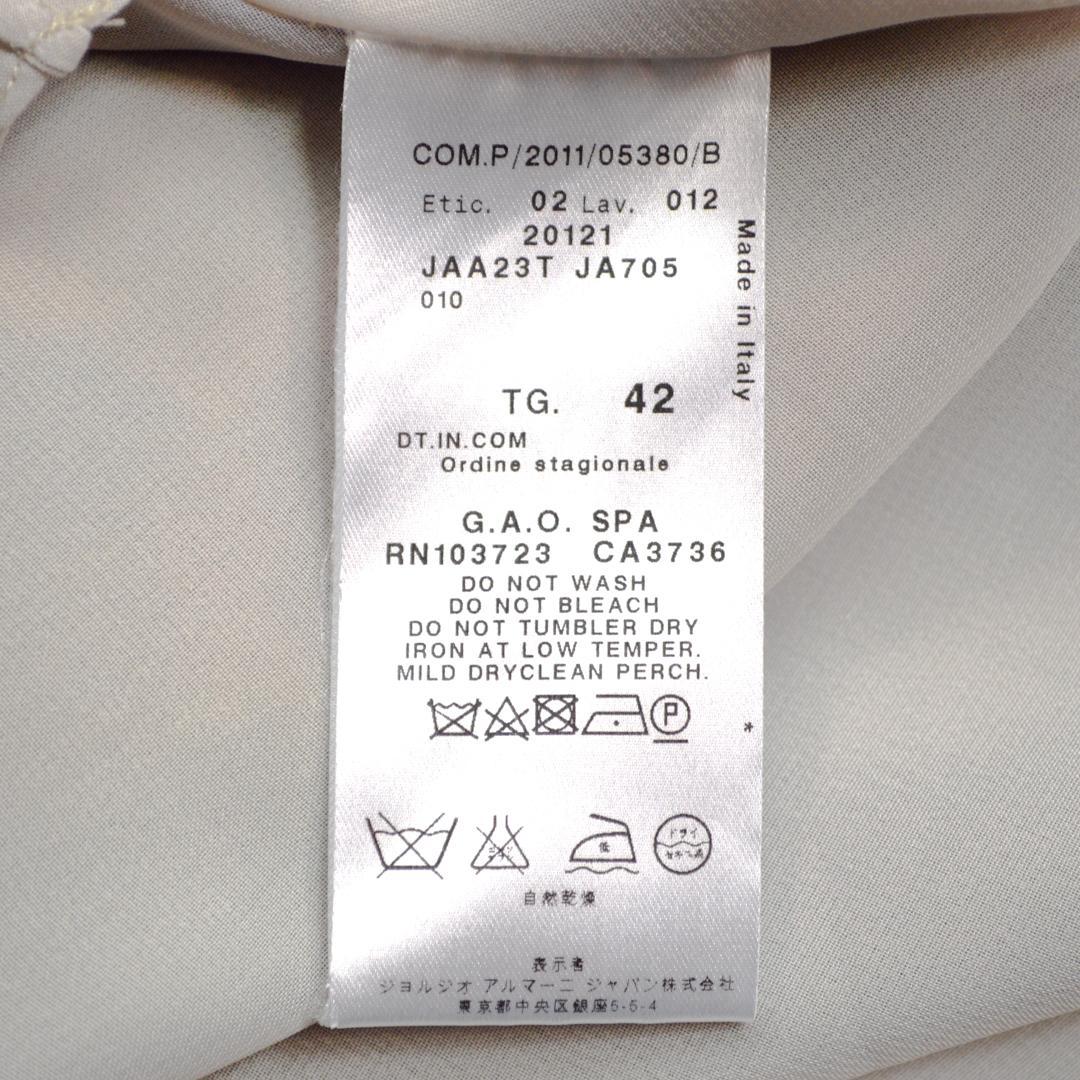 COM.P/2011/05380/B
Etic. 02 Lav. 012
20121
JAA23T JA705
010
Made in Italy
TG. 42
DT.IN.COM
Ordine stagionale
G.A.O. SPA
RN103723 CA3736
DO NOT WASH
DO NOT BLEACH
DO NOT TUMBLER DRY
IRON AT LOW TEMPER.
MILD DRYCLEAN PERCH.
P
*
低
ドライ
自然乾燥
表示者
ジョルジオ アルマーニ ジャパン株式会社
東京都中央区銀座5-5-4